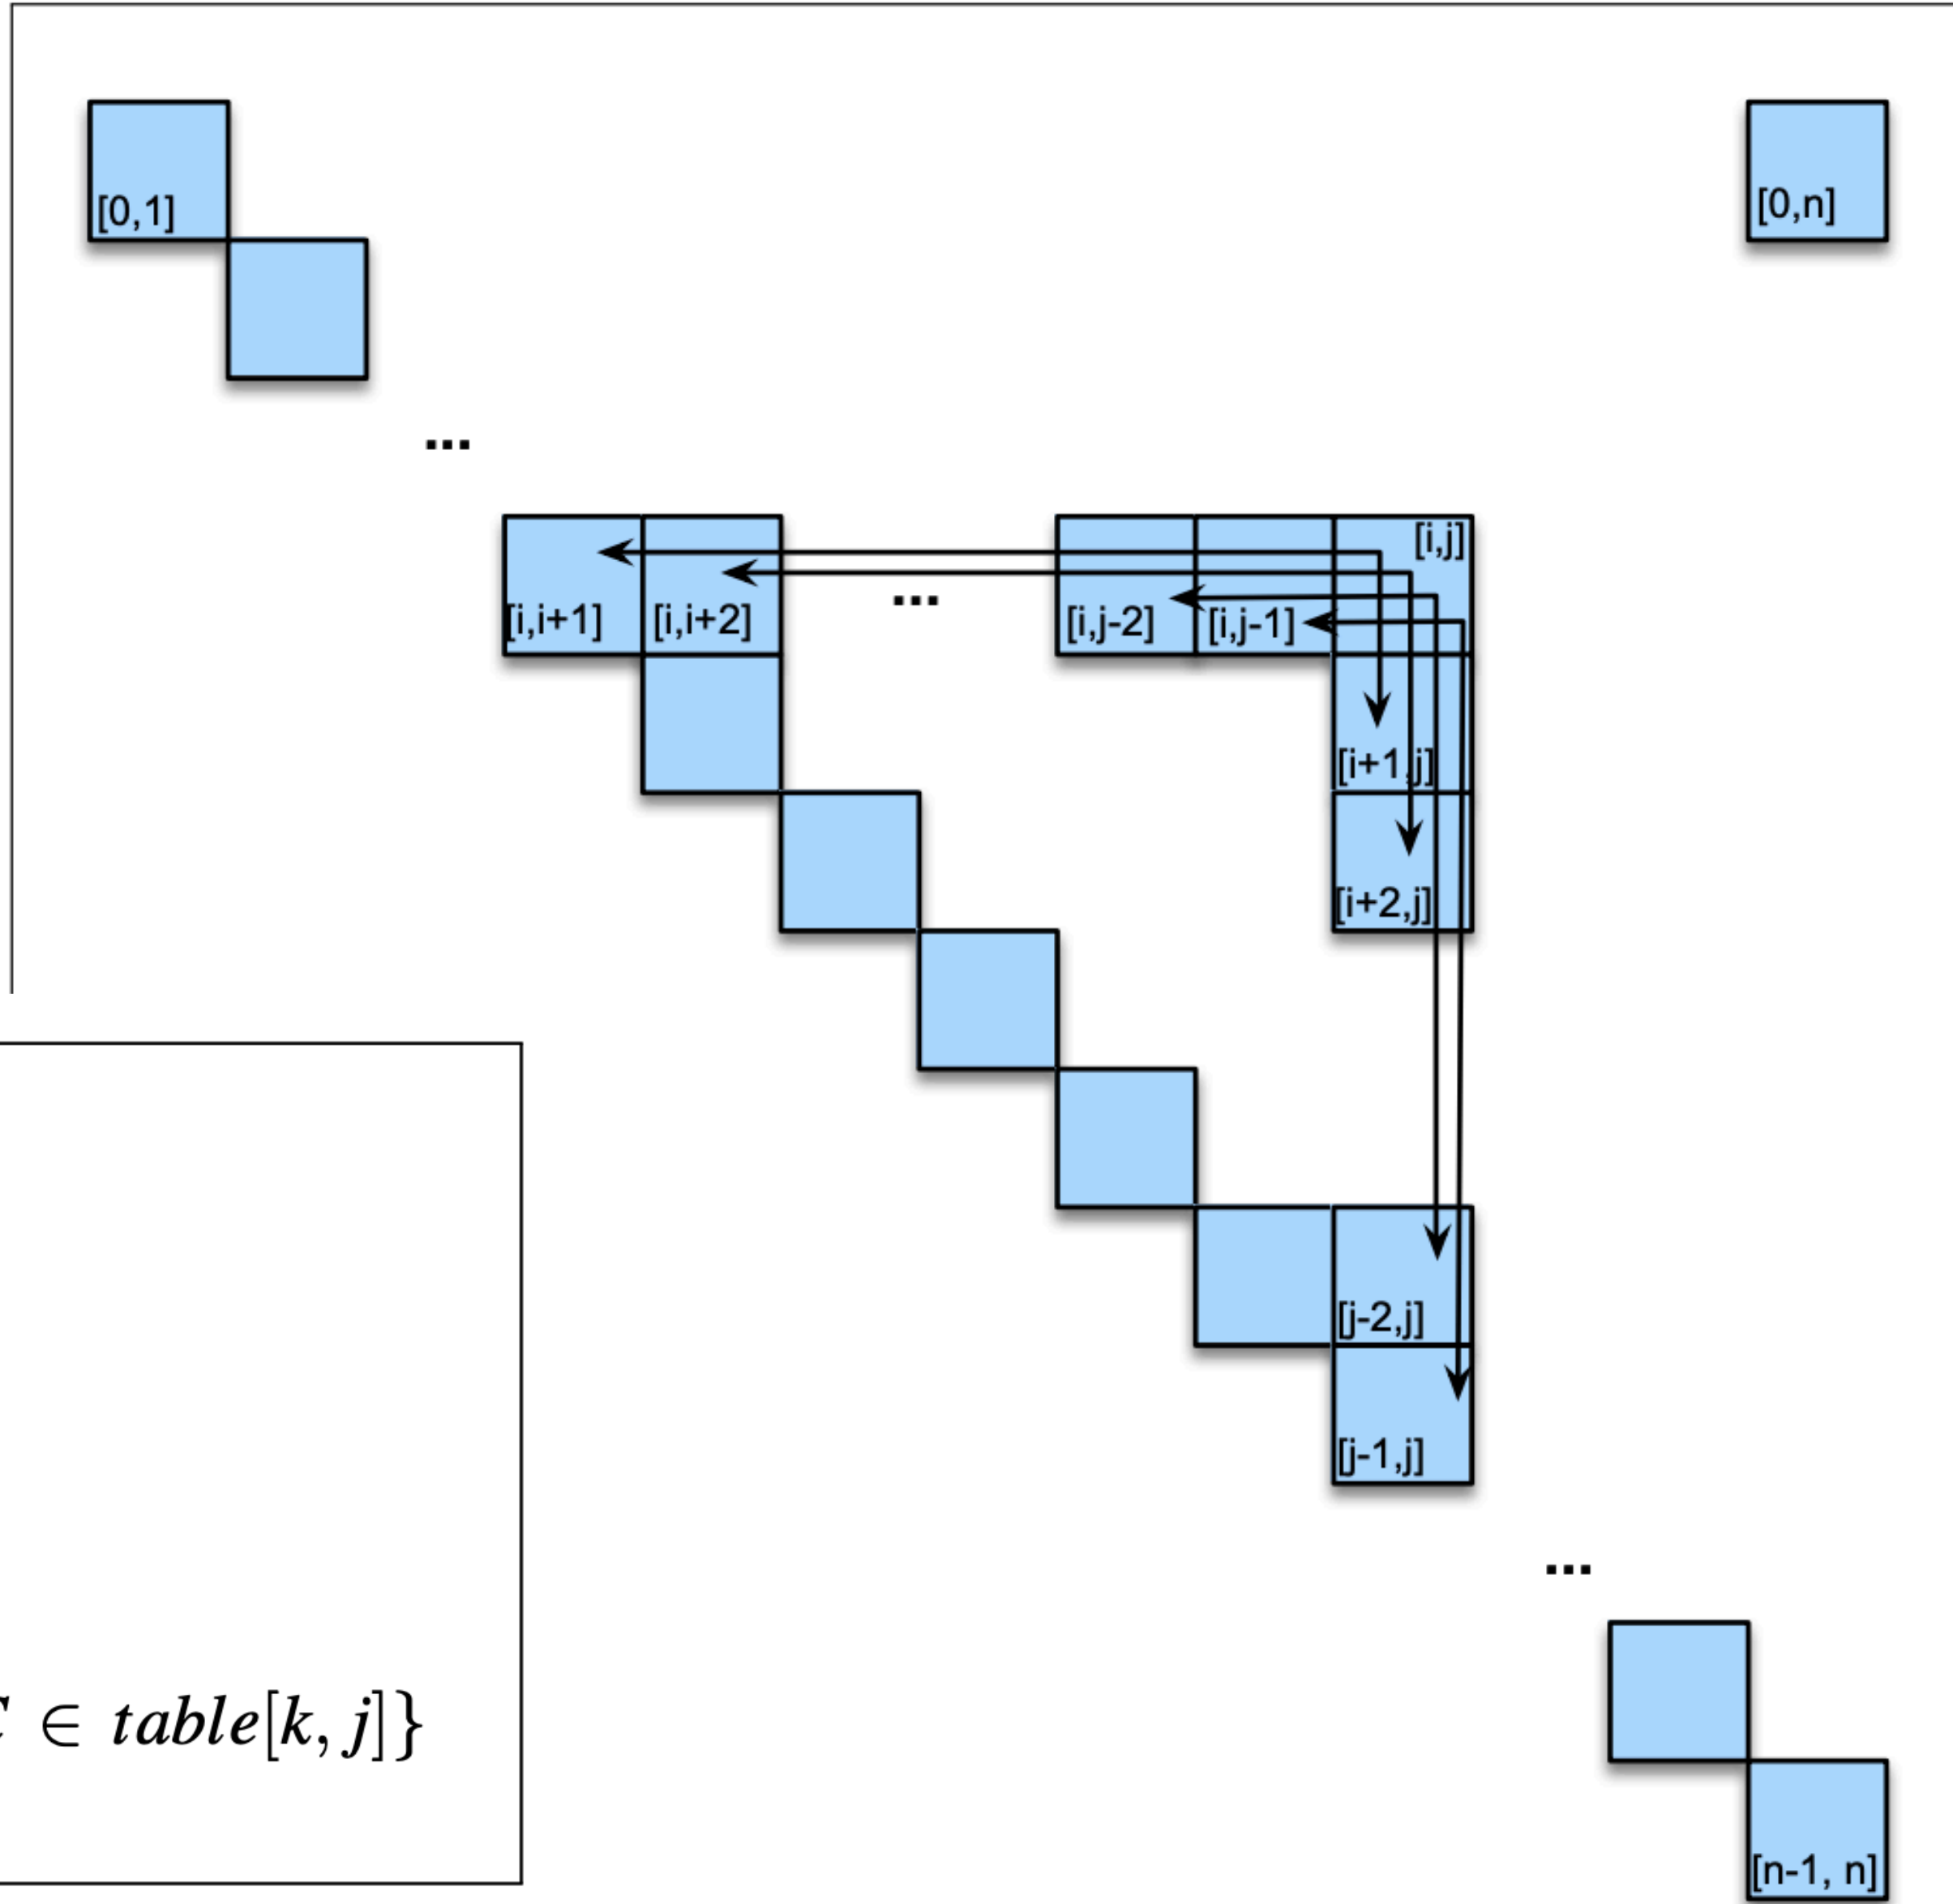 [0,1]
[0,n]
...
[i,j]
[i,i+1] [i,i+2] ... [i,j-2] [i,j-1]
[i+1,j]
[i+2,j]
[j-2,j]
[j-1,j]
...
∈ table[k, j]}
[n-1, n]